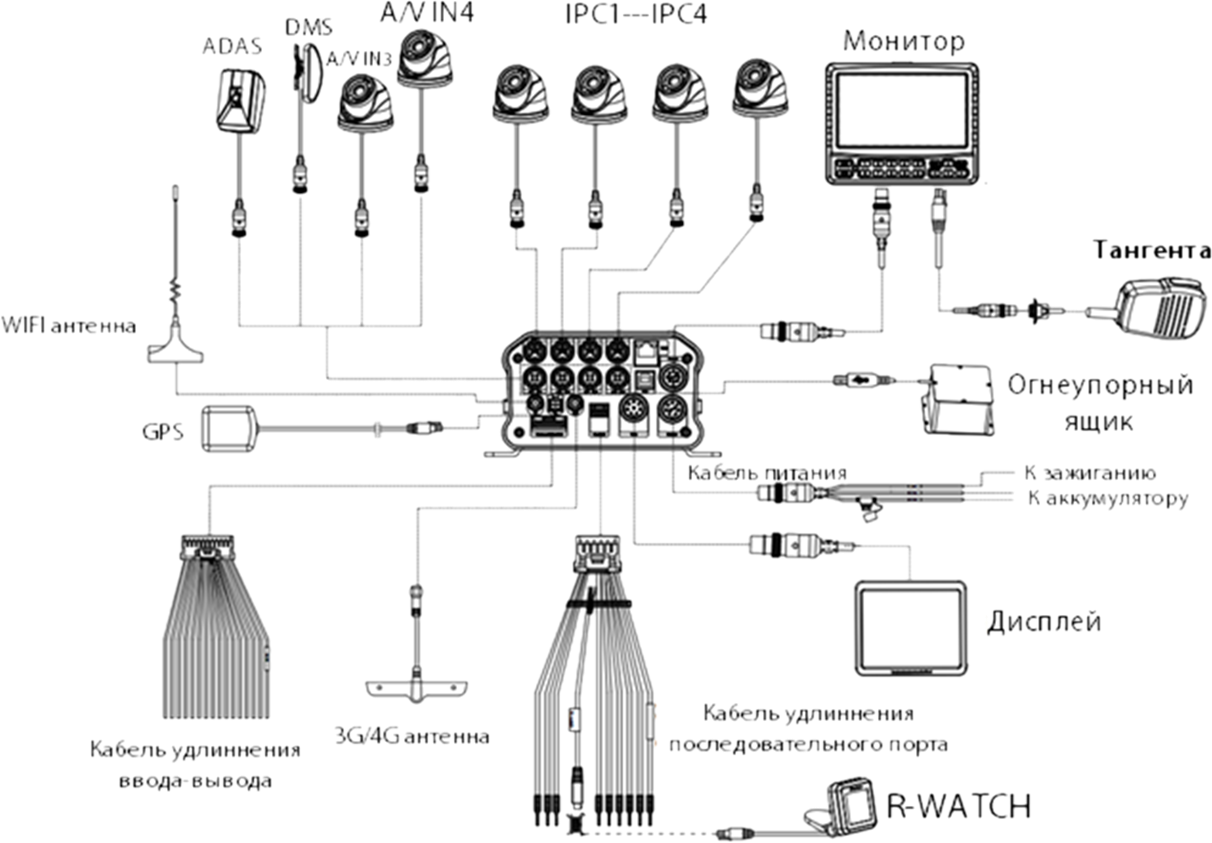 A/V IN4
IPC1---IPC4
DMS
ADAS
A/V IN3
Монитор
Тангента
WIFI антенна
Огнеупорный
ящик
GPS
Кабель питания
К зажиганию
К аккумулятору
Дисплей
Кабель удлиннения
последовательного порта
3G/4G антенна
Кабель удлиннения
ввода-вывода
R-WATCH